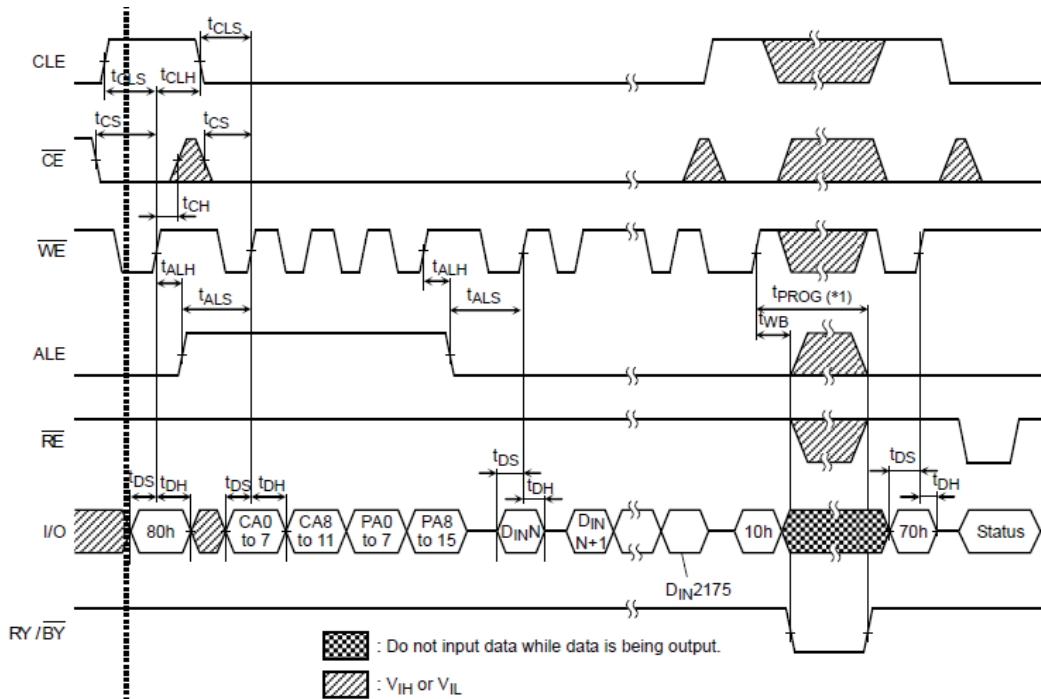 tCLS
CLE
tCLS tCLH
tCS tCS
CE
tCH
WE
tALH tALH
tALS tALS tPROG (*1)
tWB
ALE
RE
tDS tDH tDS tDH tDS tDH tDS tDH
I/O 80h CA0 to 7 CA8 to 11 PA0 to 7 PA8 to 15 DINN DIN N+1 10h 70h Status
DIN2175
RY / BY
: Do not input data while data is being output.
: VIH or VIL